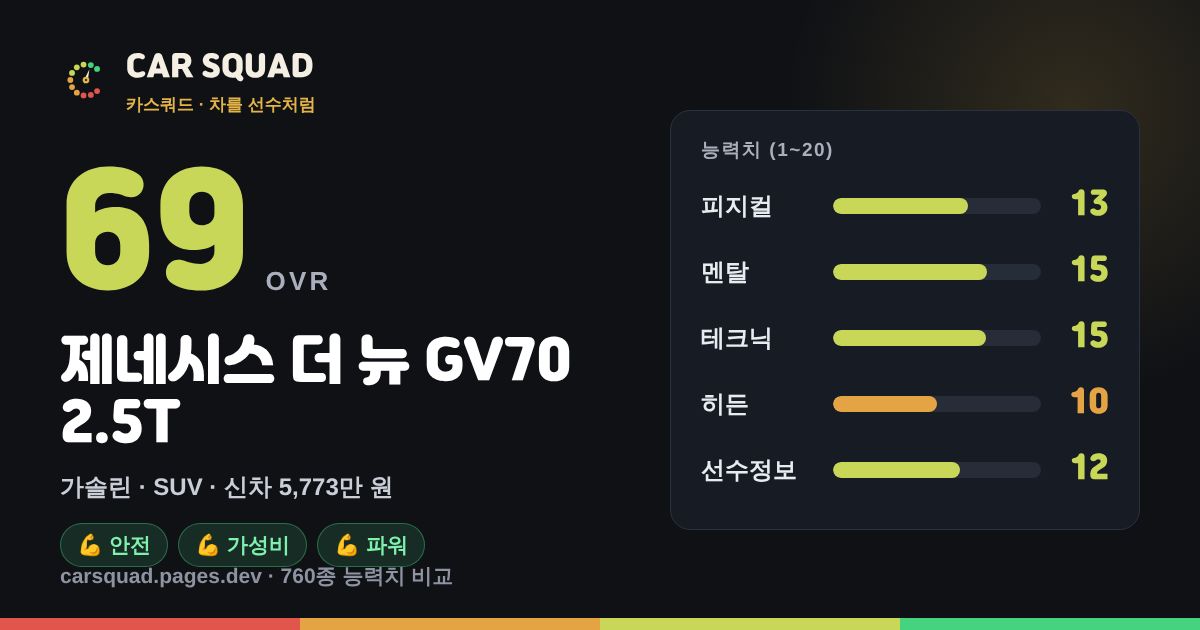 CAR SQUAD
카스쿼드 · 차를 선수처럼
69 OVR
제네시스 더 뉴 GV70
2.5T
가솔린 · SUV · 신차 5,773만 원
💪 안전 💪 가성비 💪 파워
carsquad.pages.dev · 760종 능력치 비교
능력치 (1~20)
피지컬 13
멘탈 15
테크닉 15
히든 10
선수정보 12